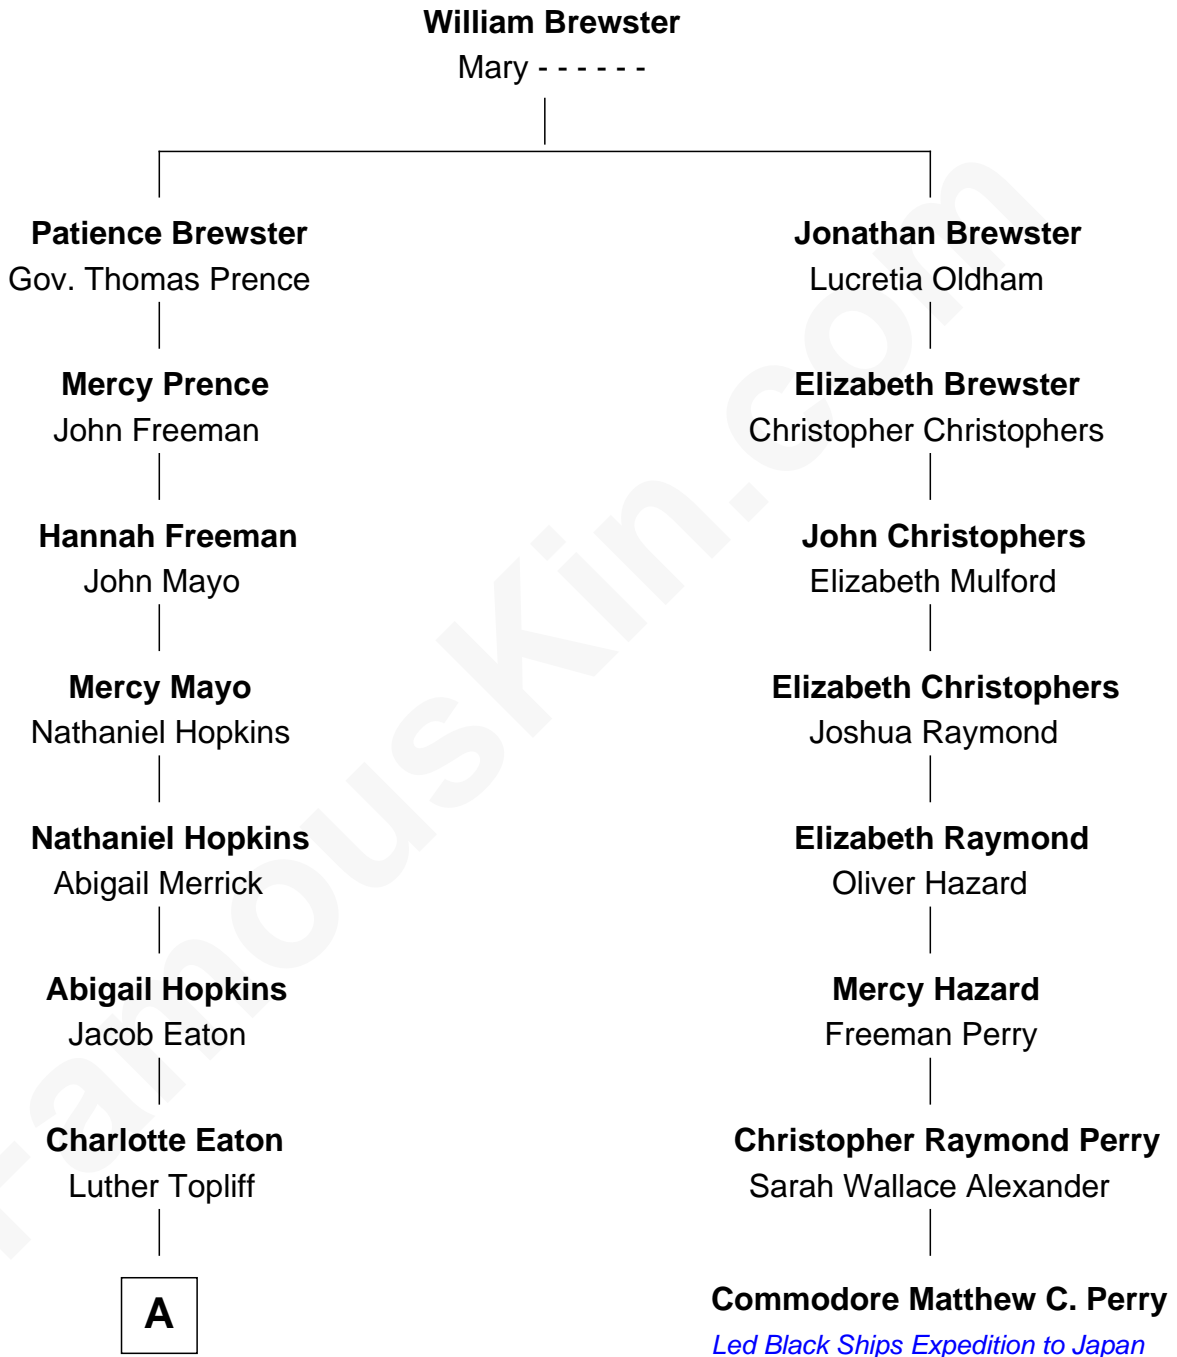 William Brewster
Mary - - - - - -
Patience Brewster
Gov. Thomas Prence
Jonathan Brewster
Lucretia Oldham
Mercy Prence
John Freeman
Elizabeth Brewster
Christopher Christophers
Hannah Freeman
John Mayo
John Christophers
Elizabeth Mulford
Mercy Mayo
Nathaniel Hopkins
Elizabeth Christophers
Joshua Raymond
Nathaniel Hopkins
Abigail Merrick
Elizabeth Raymond
Oliver Hazard
Abigail Hopkins
Jacob Eaton
Mercy Hazard
Freeman Perry
Charlotte Eaton
Luther Topliff
Christopher Raymond Perry
Sarah Wallace Alexander
A
Commodore Matthew C. Perry
Led Black Ships Expedition to Japan
FamousKin.com